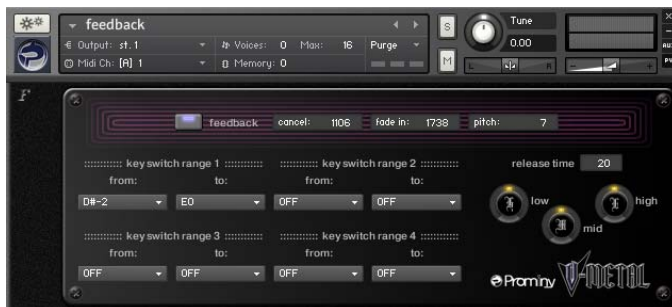 feedback
S
Tune
0.00
Output: st.1
Voices: 0 Max: 16
Purge
Midi Ch: [A] 1
Memory: 0
M
L
R
F
feedback
cancel: 1106
fade in: 1738
pitch: 7
key switch range 1
key switch range 2
release time 20
from: to: from: to:
D#-2 E0 OFF OFF
low
high
mid
key switch range 3
key switch range 4
from: to: from: to:
OFF OFF OFF OFF
Prominy V-METAL